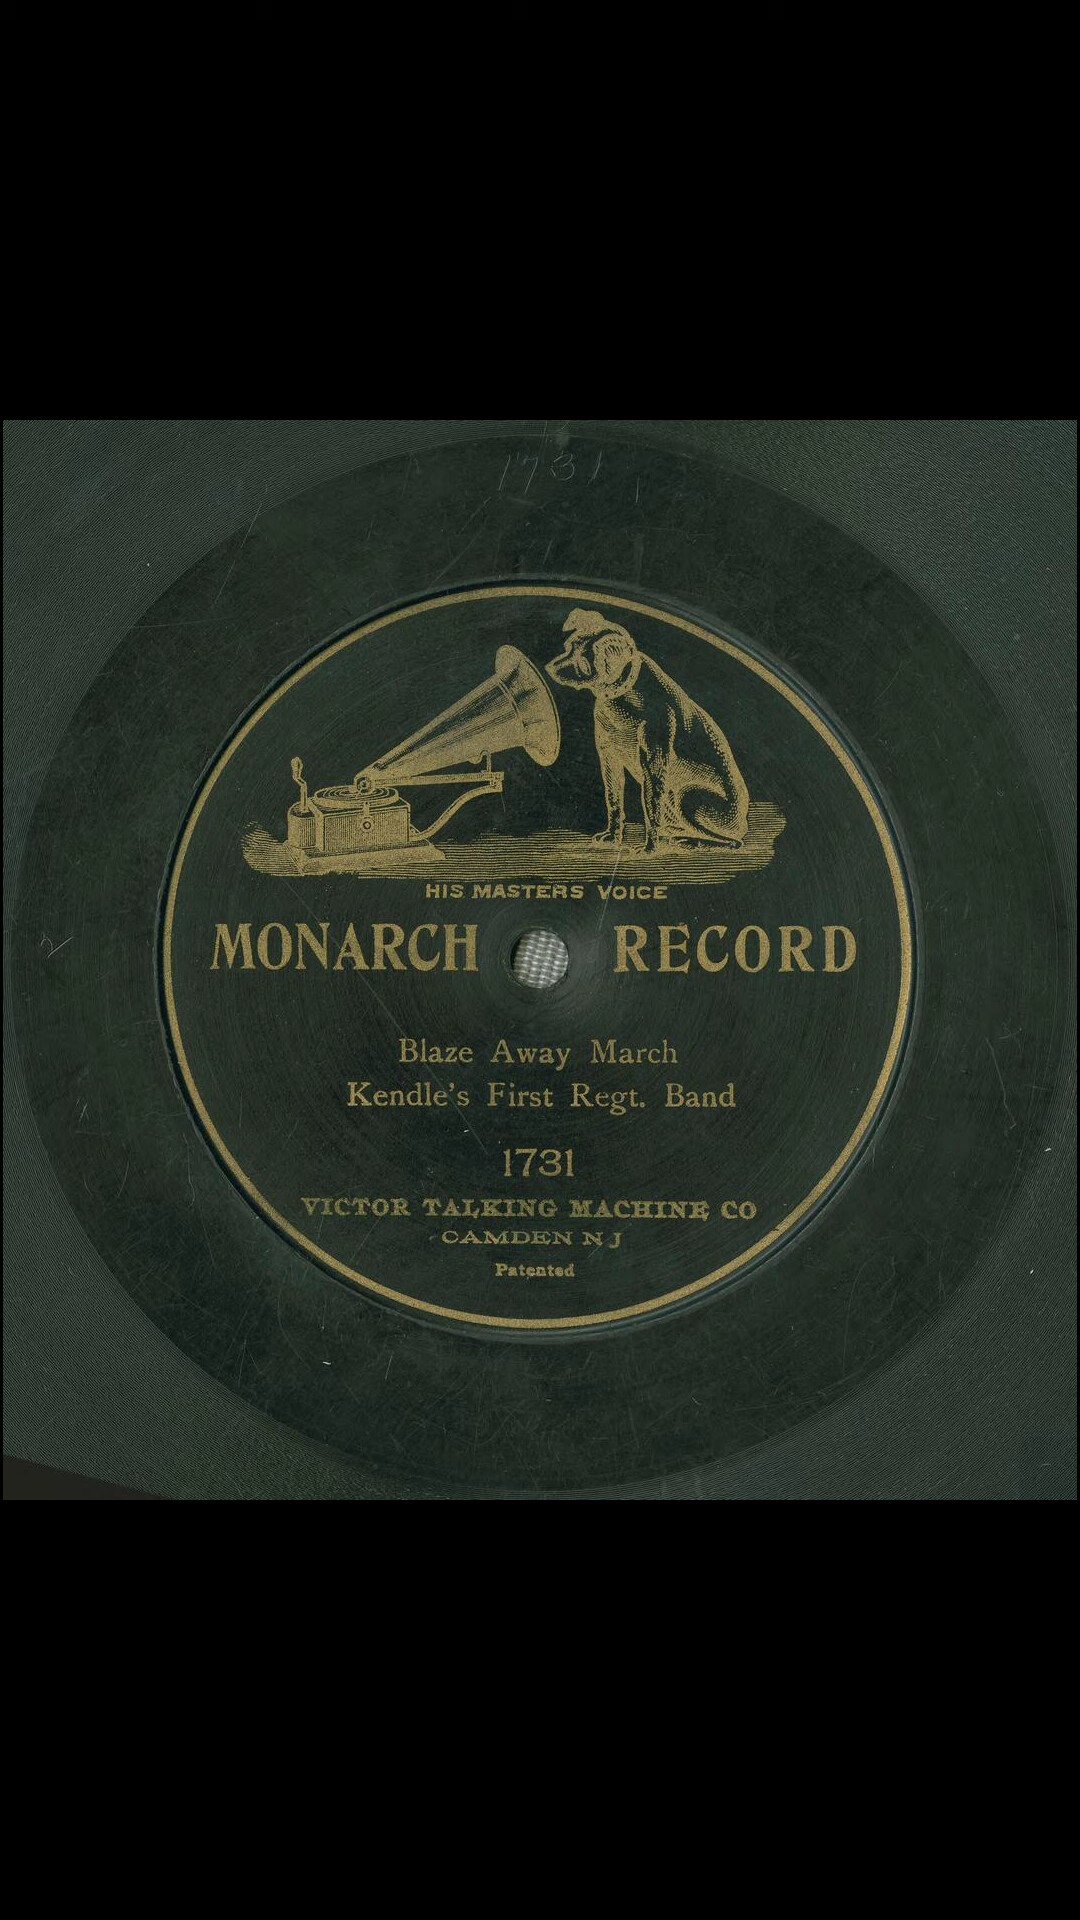 1731
HIS MASTERS VOICE
MONARCH RECORD
Blaze Away March
Kendle's First Regt. Band
1731
VICTOR TALKING MACHINE CO
CAMDEN N J
Patented